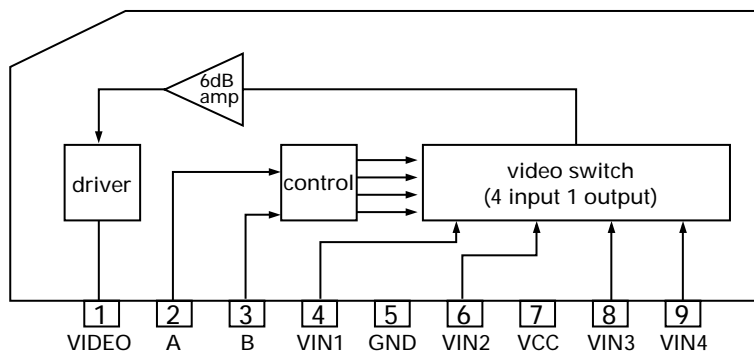 6dB
amp
driver
control
video switch
(4 input 1 output)
1 2 3 4 5 6 7 8 9
VIDEO A B VIN1 GND VIN2 VCC VIN3 VIN4